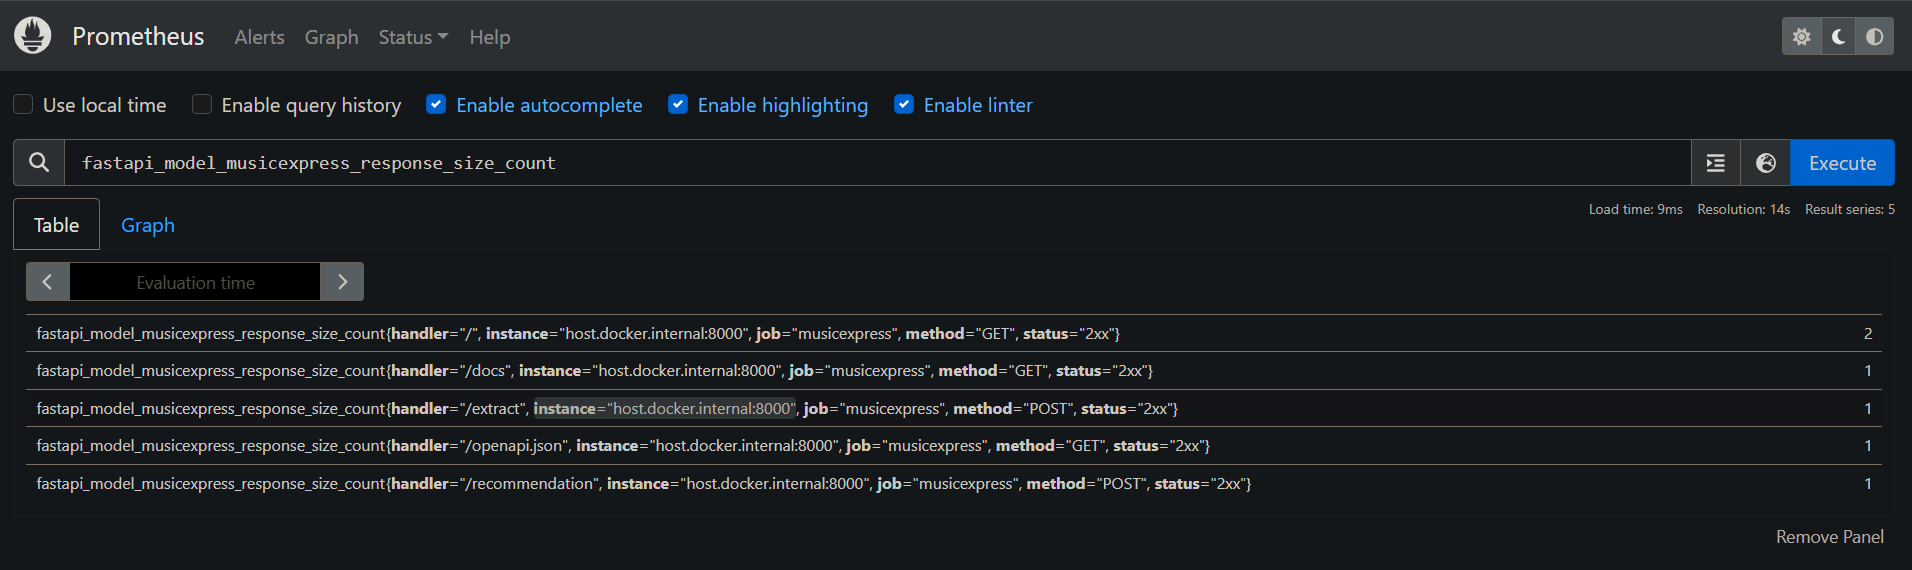 Prometheus Alerts Graph Status Help
Use local time Enable query history Enable autocomplete Enable highlighting Enable linter
fastapi_model_musicexpress_response_size_count Execute
Table Graph Load time: 9ms Resolution: 14s Result series: 5
Evaluation time
fastapi_model_musicexpress_response_size_count{handler="/", instance="host.docker.internal:8000", job="musicexpress", method="GET", status="2xx"} 2
fastapi_model_musicexpress_response_size_count{handler="/docs", instance="host.docker.internal:8000", job="musicexpress", method="GET", status="2xx"} 1
fastapi_model_musicexpress_response_size_count{handler="/extract", instance="host.docker.internal:8000", job="musicexpress", method="POST", status="2xx"} 1
fastapi_model_musicexpress_response_size_count{handler="/openapi.json", instance="host.docker.internal:8000", job="musicexpress", method="GET", status="2xx"} 1
fastapi_model_musicexpress_response_size_count{handler="/recommendation", instance="host.docker.internal:8000", job="musicexpress", method="POST", status="2xx"} 1
Remove Panel